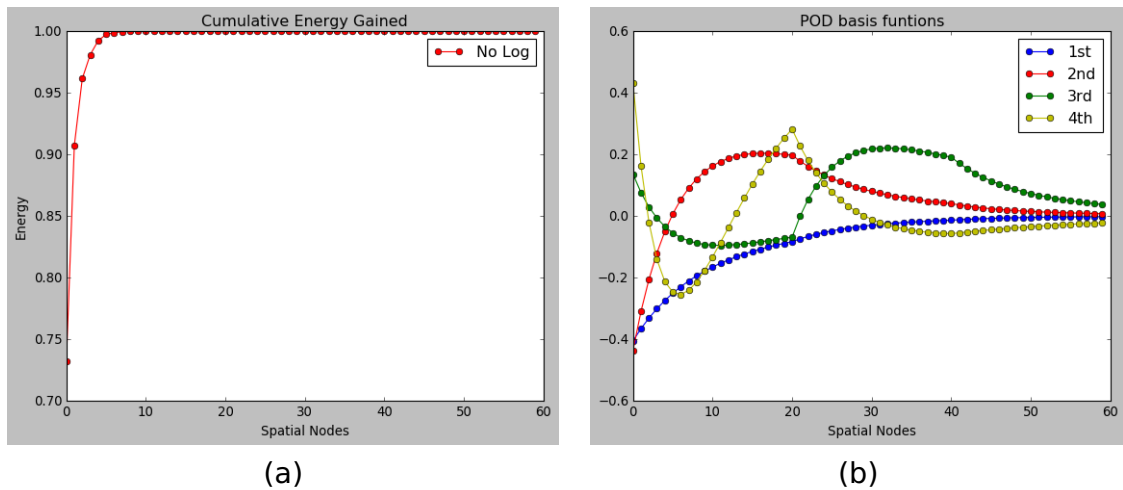 Cumulative Energy Gained
1.00
0.95
0.90
0.85
0.80
0.75
0.70
Energy
No Log
0 10 20 30 40 50 60
Spatial Nodes
(a)
POD basis funtions
0.6
0.4
0.2
0.0
−0.2
−0.4
−0.6
1st
2nd
3rd
4th
0 10 20 30 40 50 60
Spatial Nodes
(b)